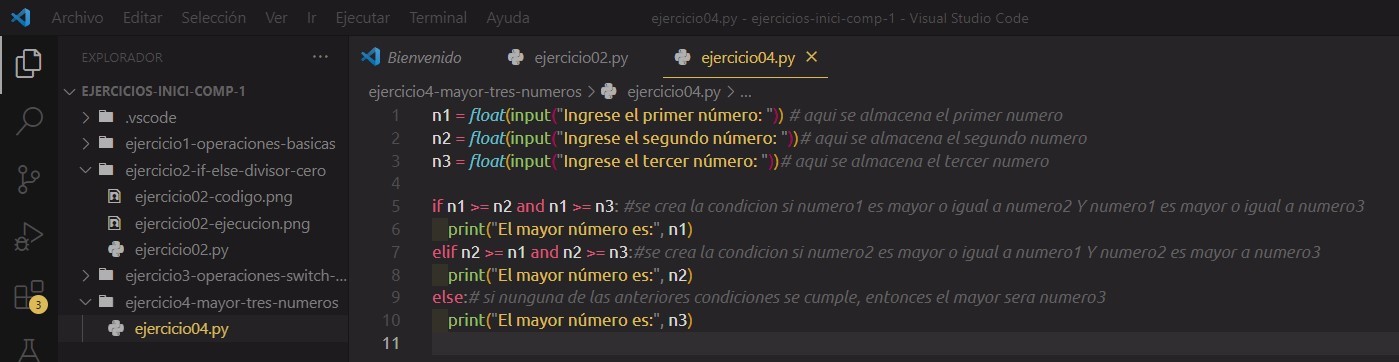 Archivo Editar Selección Ver Ir Ejecutar Terminal Ayuda ejercicio04.py - ejercicios-inici-comp-1 - Visual Studio Code
EXPLORADOR ...
EJERCICIOS-INICI-COMP-1
.vscode
ejercicio1-operaciones-basicas
ejercicio2-if-else-divisor-cero
ejercicio02-codigo.png
ejercicio02-ejecucion.png
ejercicio02.py
ejercicio3-operaciones-switch-...
ejercicio4-mayor-tres-numeros
ejercicio04.py
3
Bienvenido ejercicio02.py ejercicio04.py
ejercicio4-mayor-tres-numeros > ejercicio04.py > ...
1 n1 = float(input("Ingrese el primer número: ")) # aqui se almacena el primer numero
2 n2 = float(input("Ingrese el segundo número: "))# aqui se almacena el segundo numero
3 n3 = float(input("Ingrese el tercer número: "))# aqui se almacena el tercer numero
4
5 if n1 >= n2 and n1 >= n3: #se crea la condicion si numero1 es mayor o igual a numero2 Y numero1 es mayor o igual a numero3
6 print("El mayor número es:", n1)
7 elif n2 >= n1 and n2 >= n3:#se crea la condicion si numero2 es mayor o igual a numero1 Y numero2 es mayor a numero3
8 print("El mayor número es:", n2)
9 else:# si nunguna de las anteriores condiciones se cumple, entonces el mayor sera numero3
10 print("El mayor número es:", n3)
11